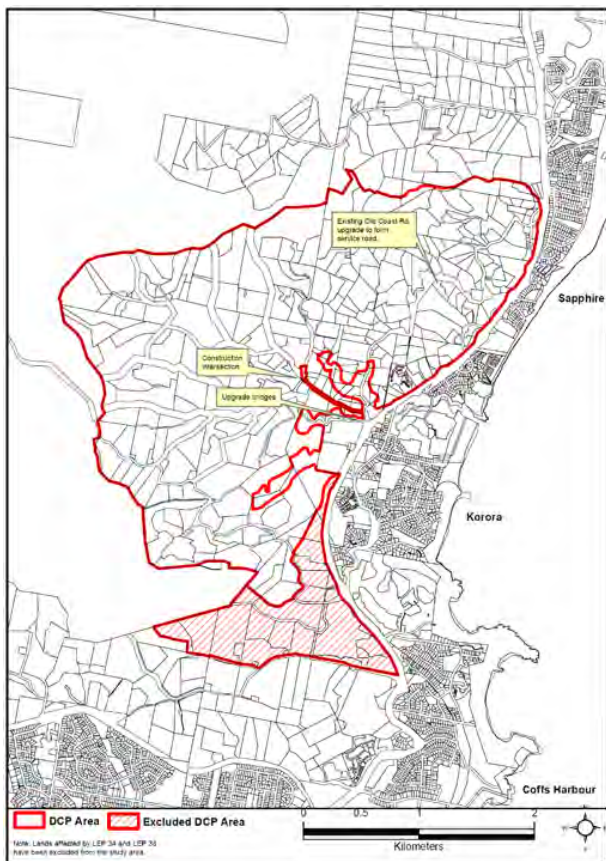 Existing Old Coast Rd,
upgrade to form
service road.
Sapphire
Construction
intersection
Upgrade bridges
Korora
Coffs Harbour
DCP Area Excluded DCP Area
0 0.5 1 2
Kilometers
Note: Lands affected by LEP 34 and LEP 38
have been excluded from the study area.